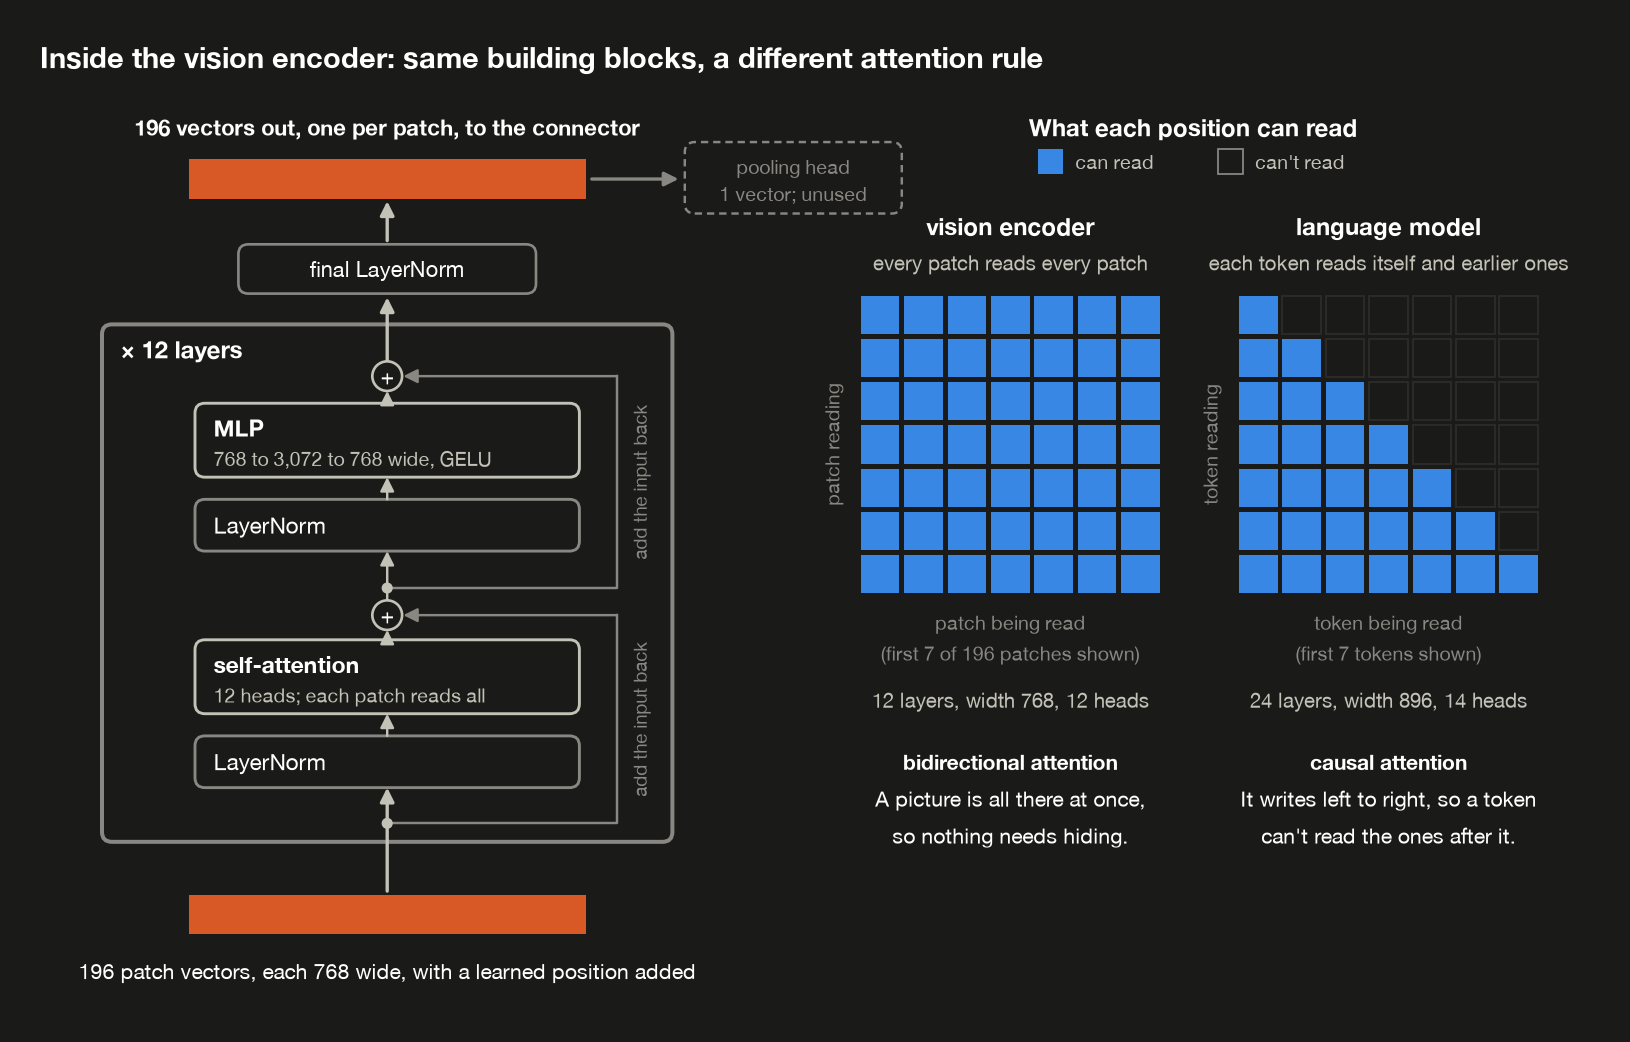 Inside the vision encoder: same building blocks, a different attention rule
196 vectors out, one per patch, to the connector
pooling head
1 vector; unused
final LayerNorm
× 12 layers
+
MLP
768 to 3,072 to 768 wide, GELU
LayerNorm
add the input back
+
self-attention
12 heads; each patch reads all
LayerNorm
add the input back
196 patch vectors, each 768 wide, with a learned position added
What each position can read
can read
can't read
vision encoder
every patch reads every patch
patch reading
patch being read
(first 7 of 196 patches shown)
12 layers, width 768, 12 heads
bidirectional attention
A picture is all there at once,
so nothing needs hiding.
language model
each token reads itself and earlier ones
token reading
token being read
(first 7 tokens shown)
24 layers, width 896, 14 heads
causal attention
It writes left to right, so a token
can't read the ones after it.